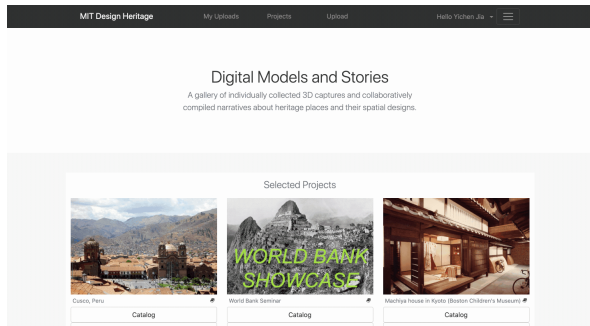 MIT Design Heritage
My Uploads
Projects
Upload
Hello Yichen Jia
Digital Models and Stories
A gallery of individually collected 3D captures and collaboratively
compiled narratives about heritage places and their spatial designs.
Selected Projects
WORLD BANK
SHOWCASE
Cusco, Peru
World Bank Seminar
Machiya house in Kyoto (Boston Children's Museum)
Catalog
Catalog
Catalog